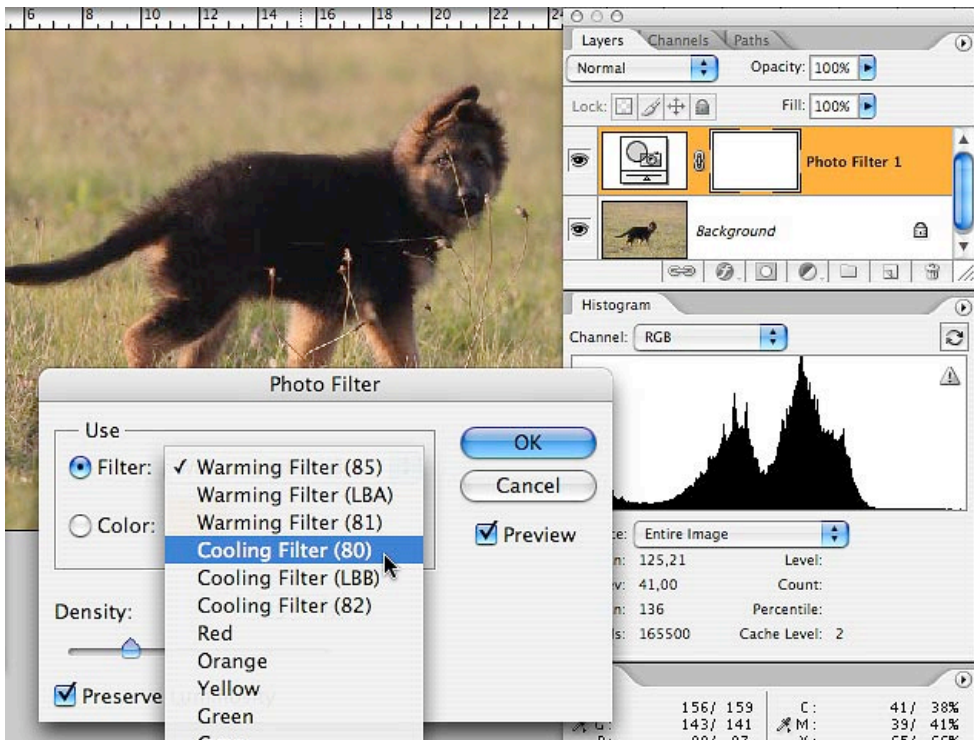 6 8 10 12 14 16 18 20 22 2
Layers Channels Paths
Normal Opacity: 100%
Lock: Fill: 100%
Photo Filter 1
Background
Histogram
Channel: RGB
Photo Filter
Use
Filter: ✓ Warming Filter (85)
Warming Filter (LBA)
Warming Filter (81)
Color:
Cooling Filter (80)
Cooling Filter (LBB)
Cooling Filter (82)
Red
Orange
Yellow
Green
OK
Cancel
Preview
Density:
Preserve
Entire Image
125,21 Level:
41,00 Count:
136 Percentile:
165500 Cache Level: 2
156/ 159 C: 41/ 38%
G: 143/ 141 M: 39/ 41%